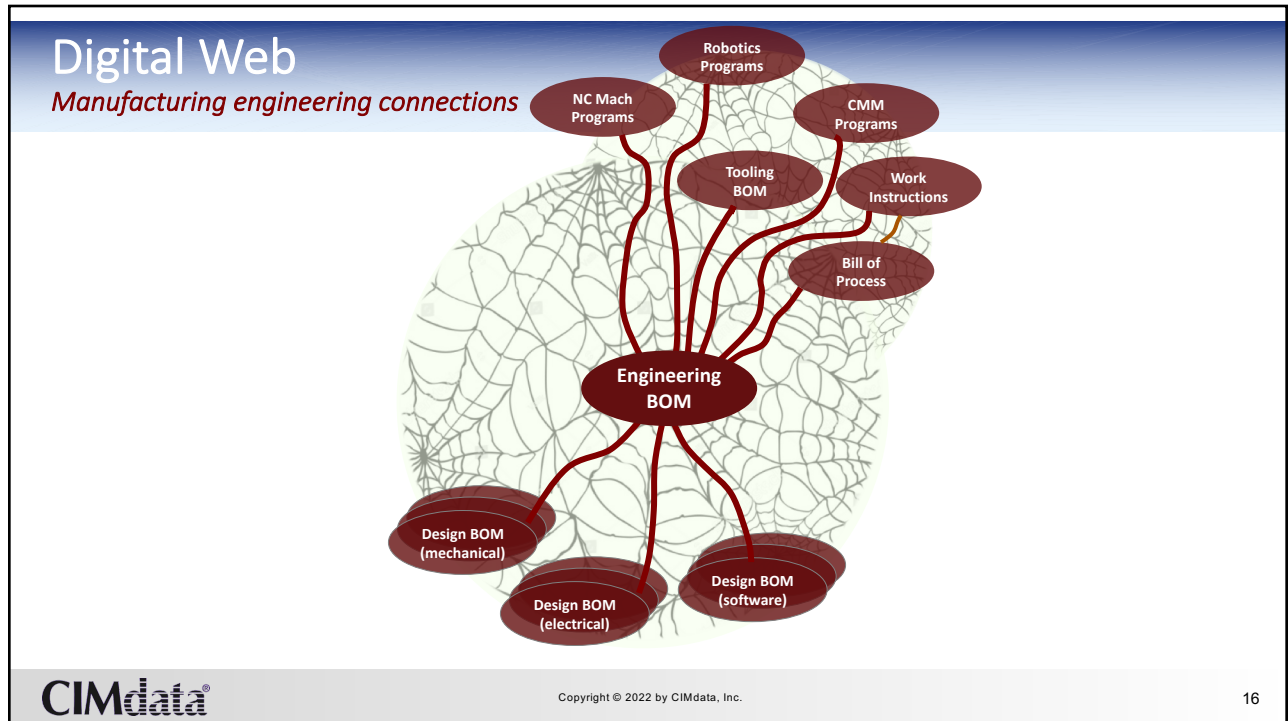 Digital Web
Manufacturing engineering connections
Robotics
Programs
NC Mach
Programs
CMM
Programs
Tooling
BOM
Work
Instructions
Bill of
Process
Engineering
BOM
Design BOM
(mechanical)
Design BOM
(electrical)
Design BOM
(software)
CIMdata®
Copyright © 2022 by CIMdata, Inc.
16